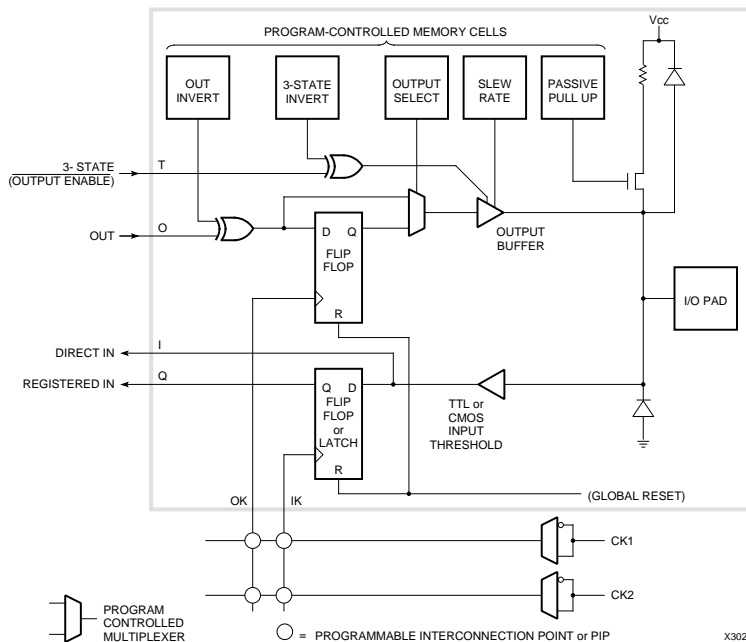 Vcc
PROGRAM-CONTROLLED MEMORY CELLS
OUT
INVERT
3-STATE
INVERT
OUTPUT
SELECT
SLEW
RATE
PASSIVE
PULL UP
3- STATE
(OUTPUT ENABLE)
T
OUT
O
D Q
FLIP
FLOP
R
OUTPUT
BUFFER
I/O PAD
DIRECT IN
I
REGISTERED IN
Q
Q D
FLIP
FLOP
or
LATCH
R
TTL or
CMOS
INPUT
THRESHOLD
OK
IK
(GLOBAL RESET)
CK1
CK2
PROGRAM
CONTROLLED
MULTIPLEXER
= PROGRAMMABLE INTERCONNECTION POINT or PIP
X302